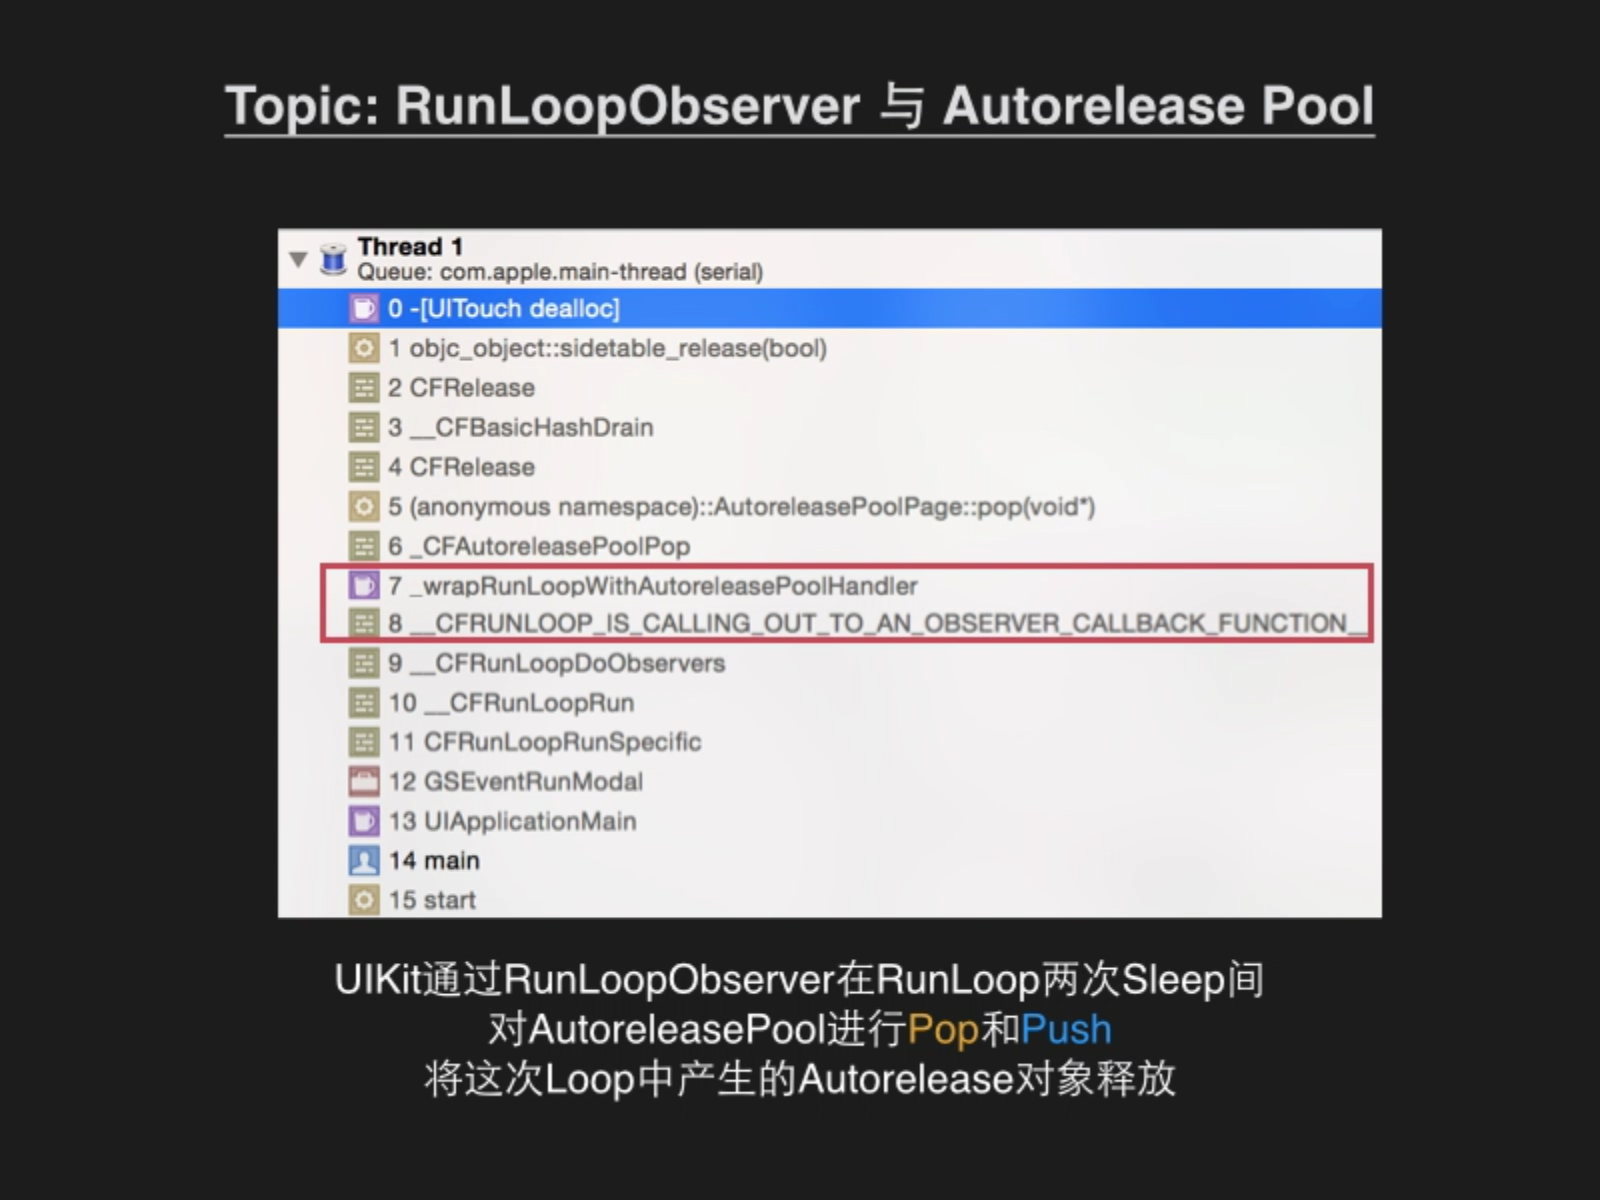 Topic: RunLoopObserver 与 Autorelease Pool
Thread 1
Queue: com.apple.main-thread (serial)
0 -[UITouch dealloc]
1 objc_object::sidetable_release(bool)
2 CFRelease
3 __CFBasicHashDrain
4 CFRelease
5 (anonymous namespace)::AutoreleasePoolPage::pop(void*)
6 _CFAutoreleasePoolPop
7 _wrapRunLoopWithAutoreleasePoolHandler
8 __CFRUNLOOP_IS_CALLING_OUT_TO_AN_OBSERVER_CALLBACK_FUNCTION__
9 __CFRunLoopDoObservers
10 __CFRunLoopRun
11 CFRunLoopRunSpecific
12 GSEventRunModal
13 UIApplicationMain
14 main
15 start
UIKit通过RunLoopObserver在RunLoop两次Sleep间
对AutoreleasePool进行Pop和Push
将这次Loop中产生的Autorelease对象释放